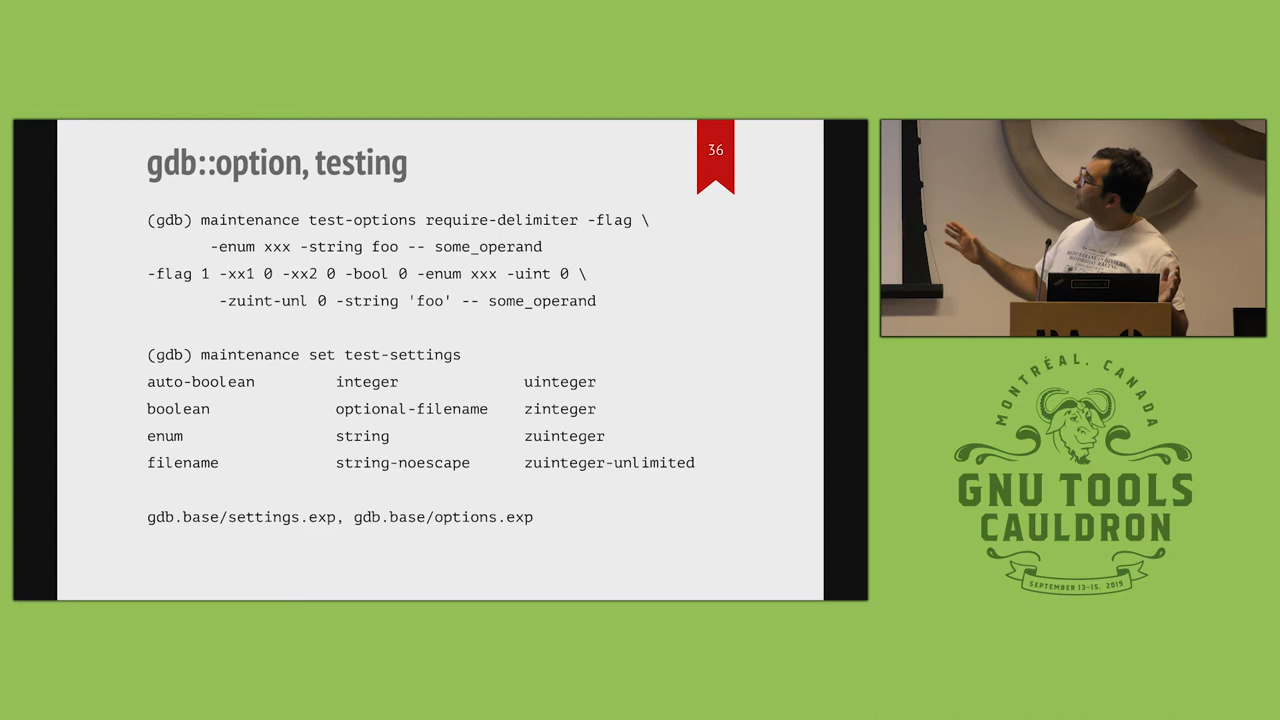 gdb::option, testing
36
(gdb) maintenance test-options require-delimiter -flag \
-enum xxx -string foo -- some_operand
-flag 1 -xx1 0 -xx2 0 -bool 0 -enum xxx -uint 0 \
-zuint-unl 0 -string 'foo' -- some_operand
(gdb) maintenance set test-settings
auto-boolean integer uinteger
boolean optional-filename zinteger
enum string zuinteger
filename string-noescape zuinteger-unlimited
gdb.base/settings.exp, gdb.base/options.exp
MONTRÉAL, CANADA
GNU TOOLS
CAULDRON
SEPTEMBER 13-15, 2019